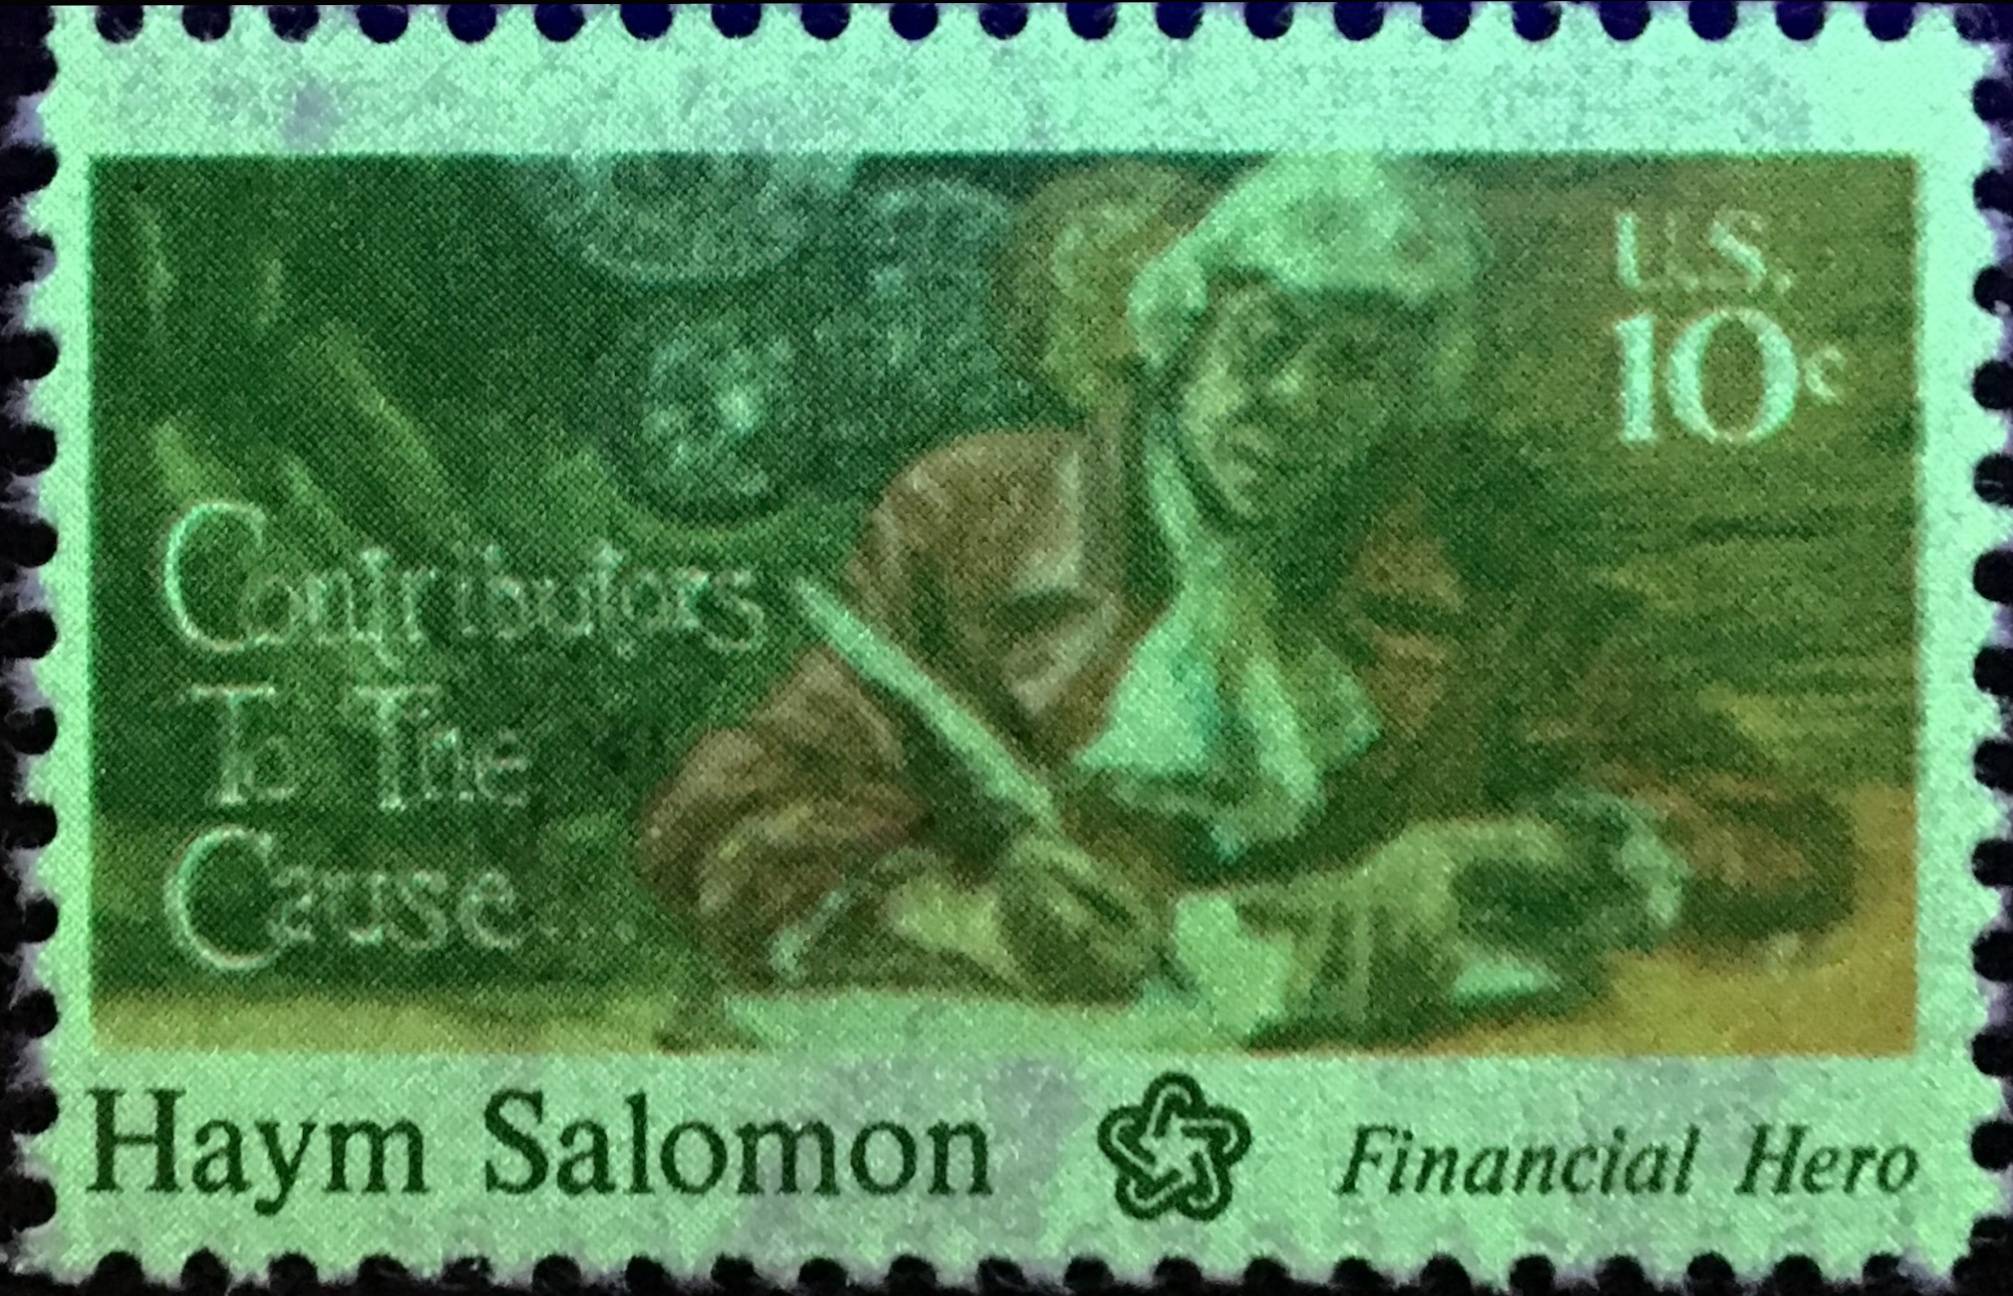 U.S.
10c
Contributors
To The
Cause...
Haym Salomon
Financial Hero